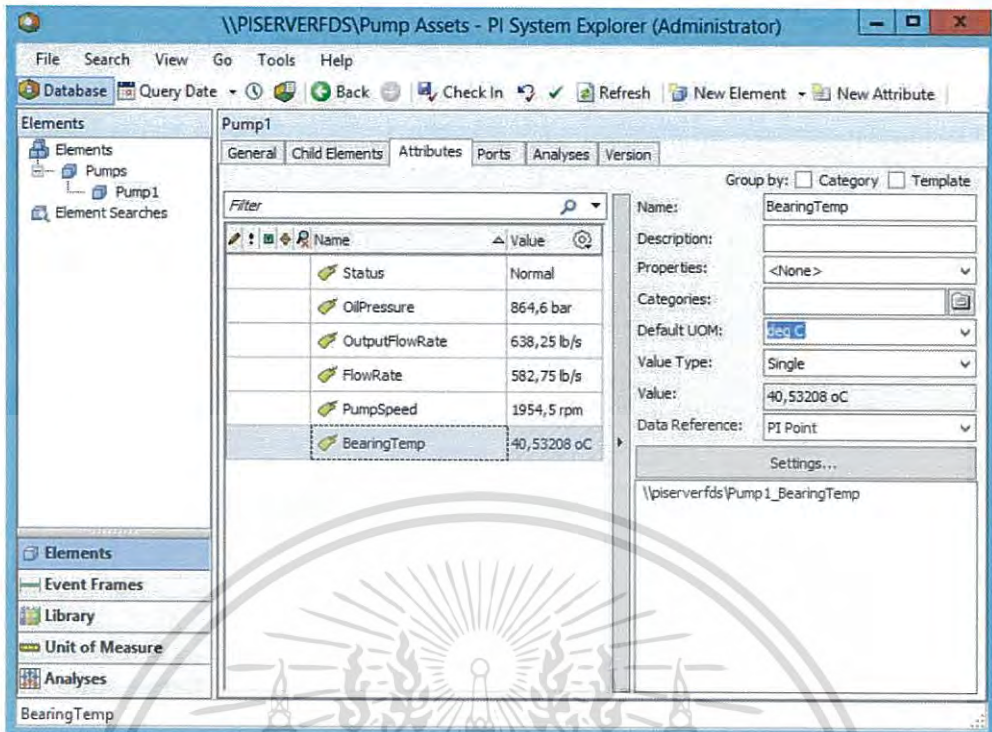 \\PISERVERFDS\Pump Assets - PI System Explorer (Administrator)
File Search View Go Tools Help
Database Query Date Back Check In Refresh New Element New Attribute
Elements
Elements
Pumps
Pump1
Element Searches
Pump1
General Child Elements Attributes Ports Analyses Version
Group by: Category Template
Filter
Name Value
Status Normal
OilPressure 864,6 bar
OutputFlowRate 638,25 lb/s
FlowRate 582,75 lb/s
PumpSpeed 1954,5 rpm
BearingTemp 40,53208 oC
Name: BearingTemp
Description:
Properties: <None>
Categories:
Default UOM: deg C
Value Type: Single
Value: 40,53208 oC
Data Reference: PI Point
Settings...
\\piserverfds\Pump1_BearingTemp
Elements
Event Frames
Library
Unit of Measure
Analyses
BearingTemp